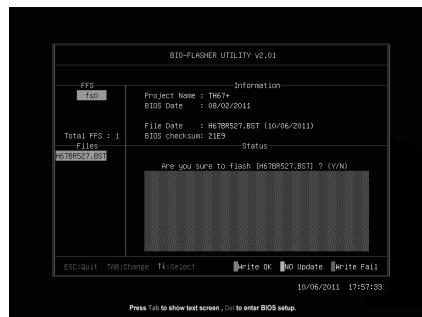 BIO-FLASHER UTILITY v2.01
FFS
fs0
Total FFS : 1
Files
H67BR527.BST
Information
Project Name : TH67+
BIOS Date : 08/02/2011
File Date : H67BR527.BST (10/06/2011)
BIOS checksum: 21E9
Status
Are you sure to flash [H67BR527.BST] ? (Y/N)
ESC:Quit TAB:Change ↑↓:Select Write OK NO Update Write Fail
10/06/2011 17:57:33
Press Tab to show text screen , Del to enter BIOS setup.